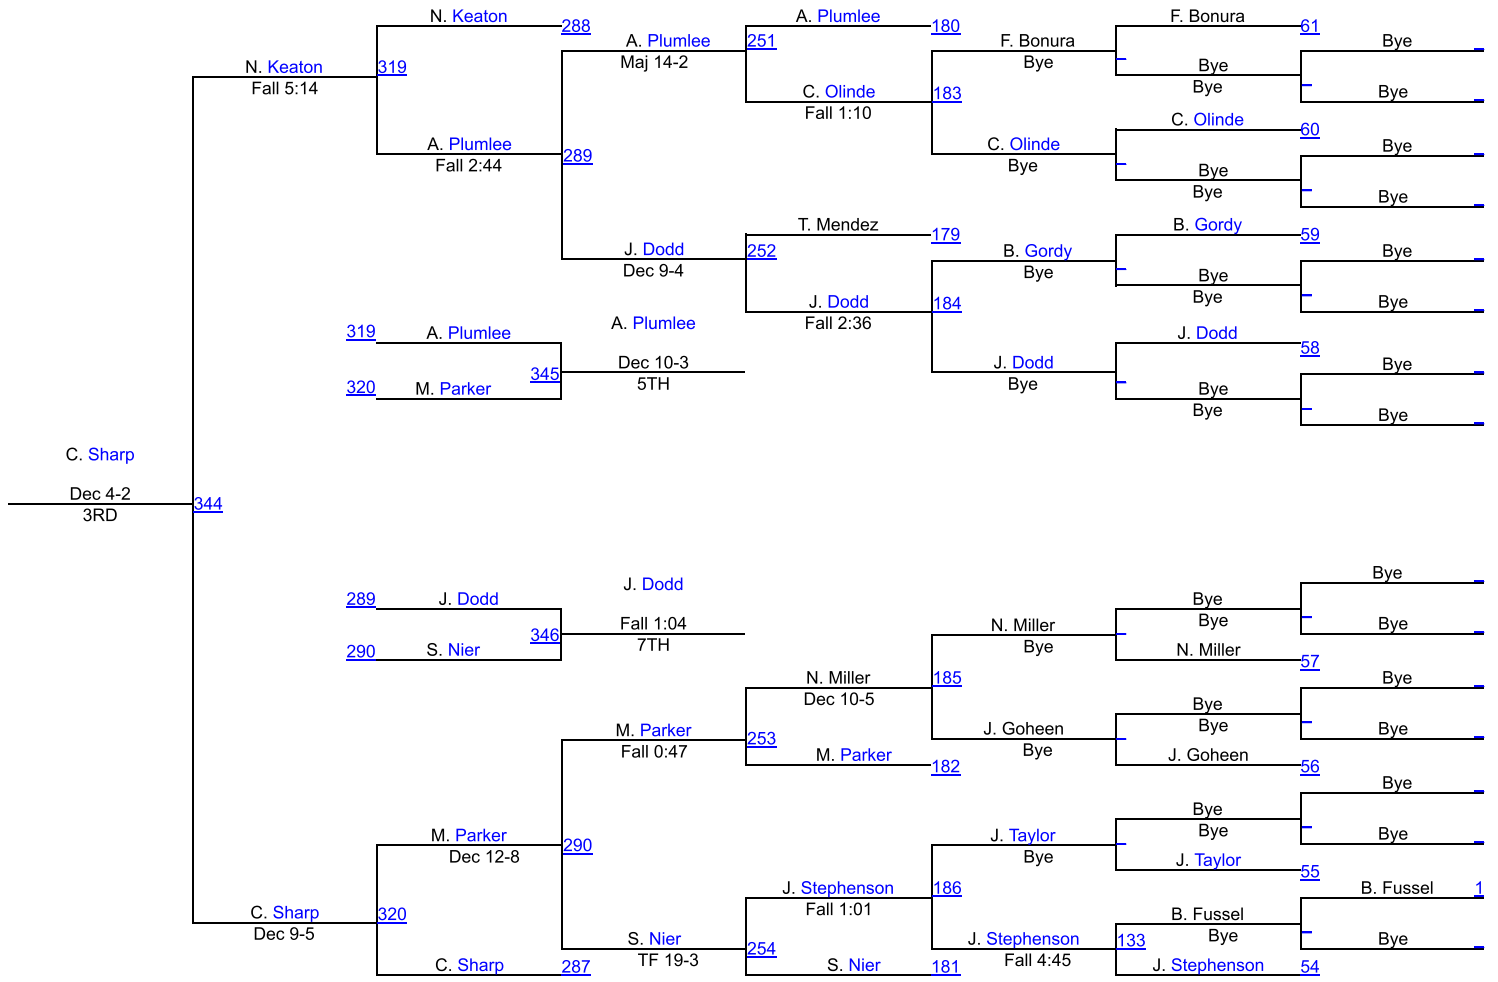 N. Keaton
288
A. Plumlee
180
F. Bonura
61
N. Keaton
Fall 5:14
319
A. Plumlee
Maj 14-2
251
F. Bonura
Bye
Bye
Bye
Bye
Bye
C. Olinde
Fall 1:10
183
C. Olinde
60
A. Plumlee
Fall 2:44
289
C. Olinde
Bye
Bye
Bye
Bye
Bye
T. Mendez
179
B. Gordy
59
J. Dodd
Dec 9-4
252
B. Gordy
Bye
Bye
Bye
Bye
Bye
J. Dodd
Fall 2:36
184
319
A. Plumlee
A. Plumlee
J. Dodd
58
345
Dec 10-3
5TH
J. Dodd
Bye
Bye
320
M. Parker
Bye
Bye
Bye
C. Sharp
Dec 4-2
3RD
344
Bye
289
J. Dodd
J. Dodd
Bye
Bye
Bye
346
Fall 1:04
7TH
N. Miller
Bye
290
S. Nier
N. Miller
57
N. Miller
Dec 10-5
185
Bye
Bye
Bye
Bye
M. Parker
Fall 0:47
253
J. Goheen
Bye
M. Parker
182
J. Goheen
56
Bye
Bye
Bye
Bye
M. Parker
Dec 12-8
290
J. Taylor
Bye
J. Taylor
55
J. Stephenson
Fall 1:01
186
B. Fussel
1
C. Sharp
Dec 9-5
320
B. Fussel
Bye
Bye
S. Nier
TF 19-3
254
J. Stephenson
Fall 4:45
133
C. Sharp
287
S. Nier
181
J. Stephenson
54